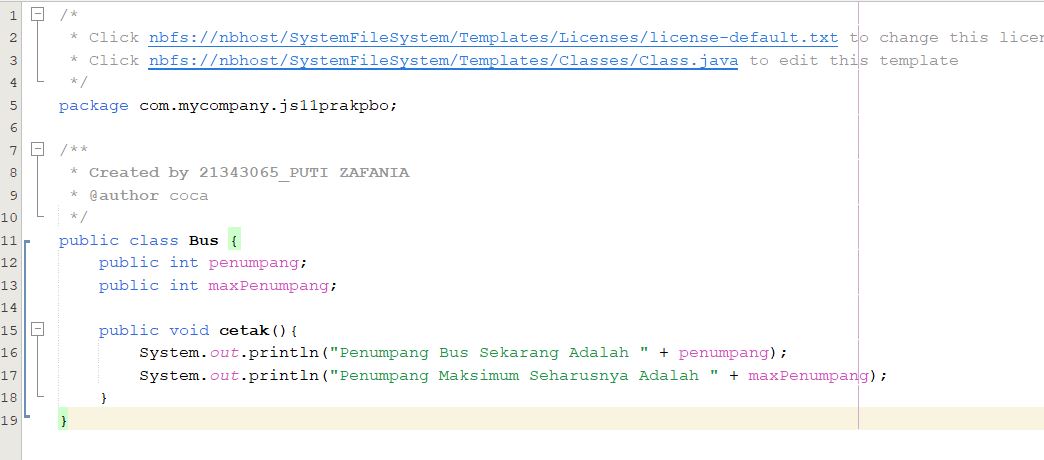 1 /*
2  * Click nbfs://nbhost/SystemFileSystem/Templates/Licenses/license-default.txt to change this
3  * Click nbfs://nbhost/SystemFileSystem/Templates/Classes/Class.java to edit this template
4  */
5 package com.mycompany.js11prakpbo;
6
7 /**
8  * Created by 21343065_PUTI ZAFANIA
9  * @author coca
10  */
11 public class Bus {
12     public int penumpang;
13     public int maxPenumpang;
14
15     public void cetak(){
16         System.out.println("Penumpang Bus Sekarang Adalah " + penumpang);
17         System.out.println("Penumpang Maksimum Seharusnya Adalah " + maxPenumpang);
18     }
19 }